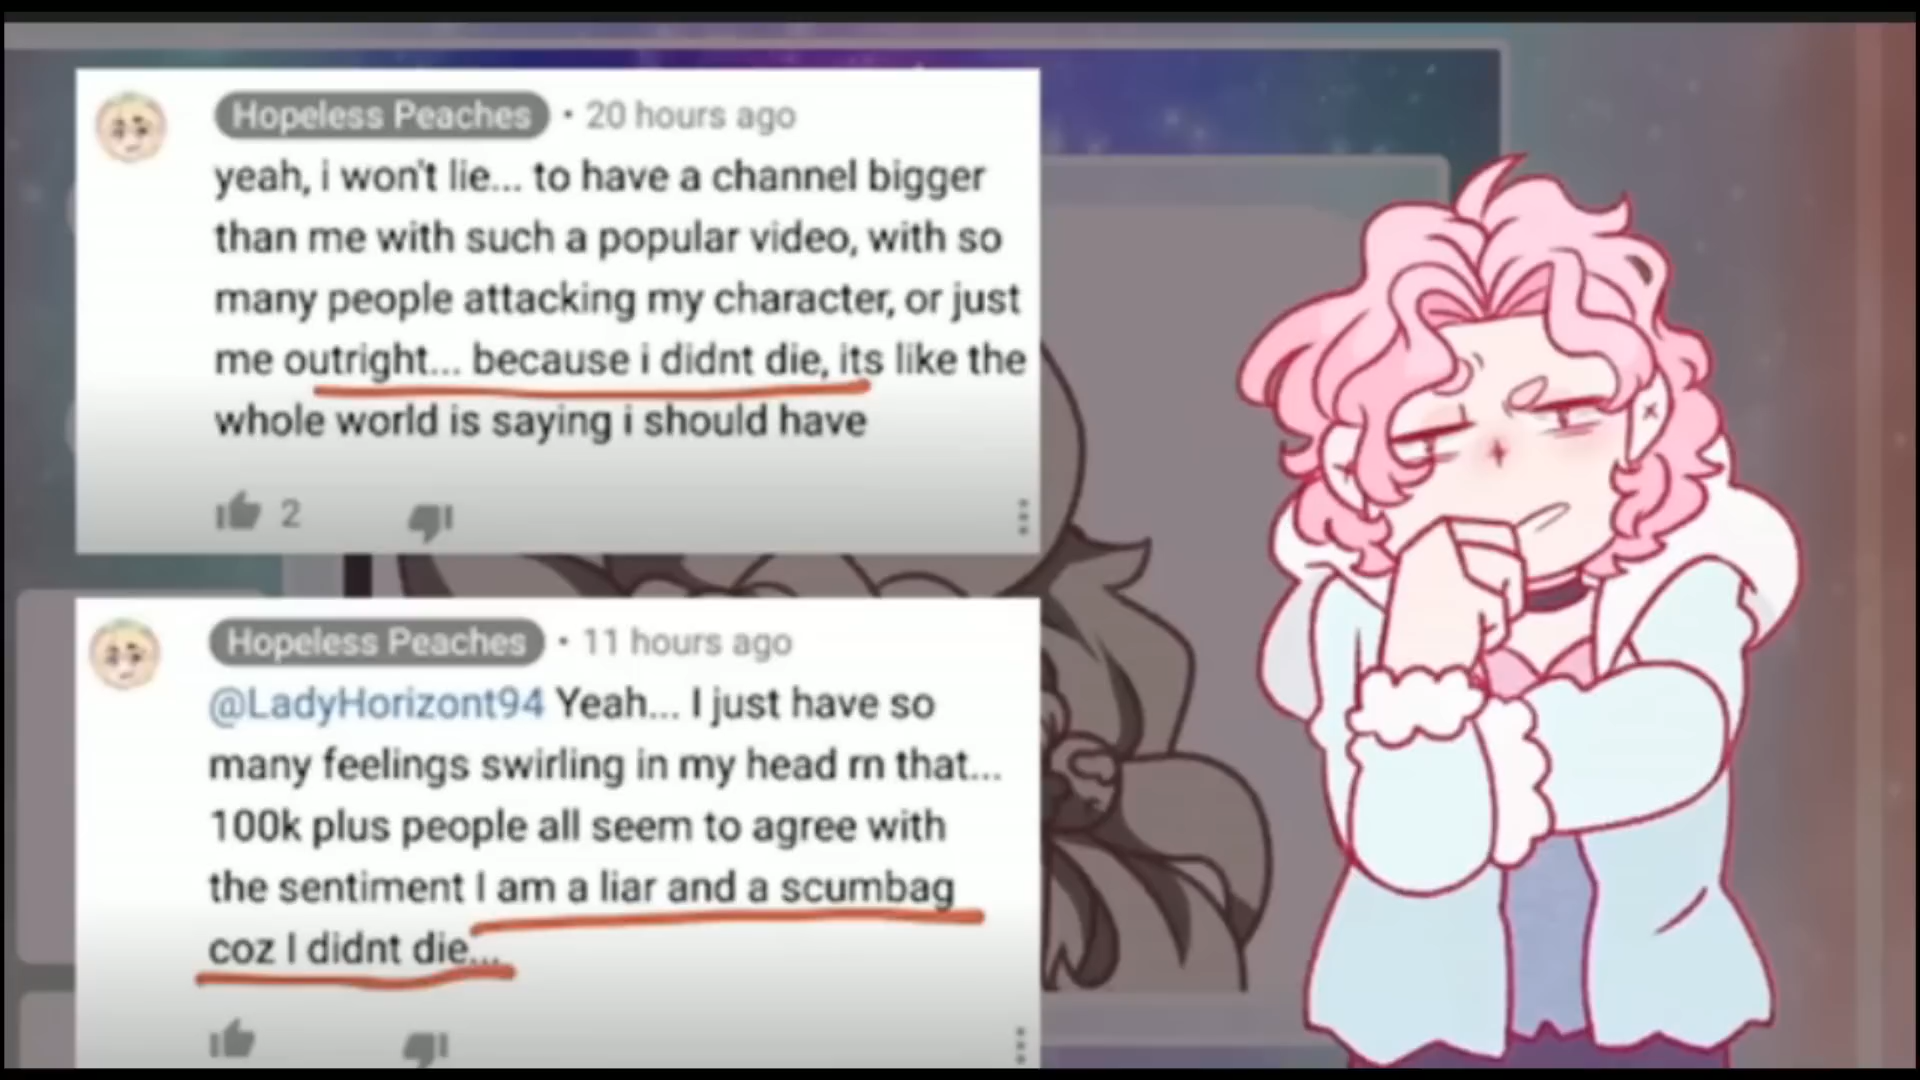 Hopeless Peaches • 20 hours ago
yeah, i won't lie... to have a channel bigger
than me with such a popular video, with so
many people attacking my character, or just
me outright... because i didnt die, its like the
whole world is saying i should have
2
Hopeless Peaches • 11 hours ago
@LadyHorizont94 Yeah... I just have so
many feelings swirling in my head rn that...
100k plus people all seem to agree with
the sentiment I am a liar and a scumbag
coz I didnt die...